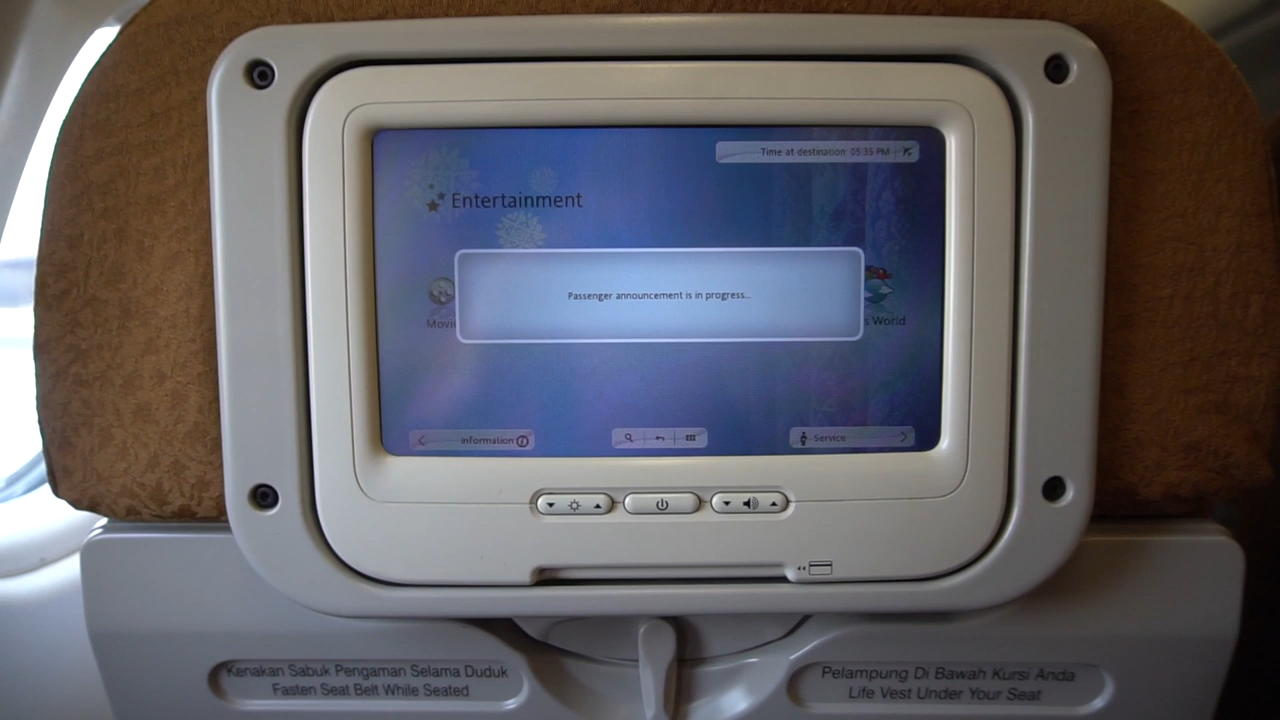 Time at destination 05:35 PM
Entertainment
Passenger announcement is in progress...
Movi
s World
Information
Service
Kenakan Sabuk Pengaman Selama Duduk
Fasten Seat Belt While Seated
Pelampung Di Bawah Kursi Anda
Life Vest Under Your Seat